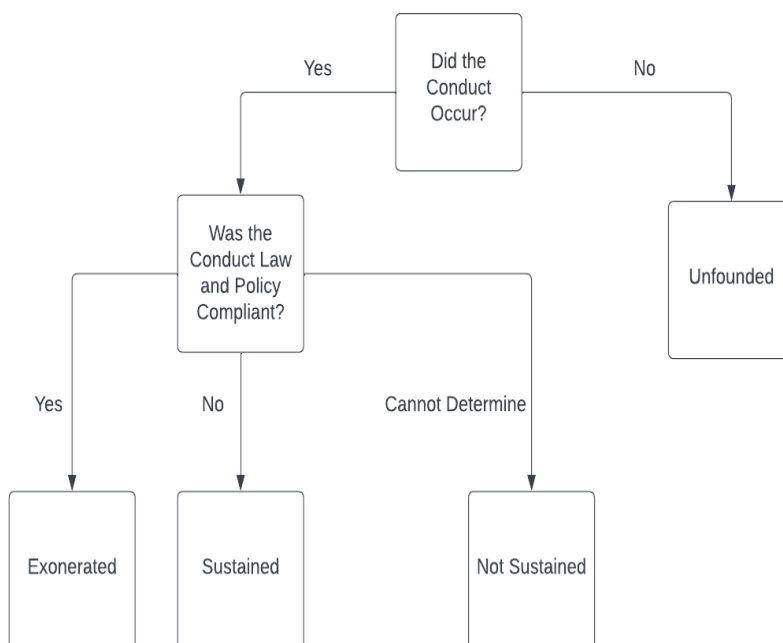 Did the
Conduct
Occur?
Yes
No
Was the
Conduct Law
and Policy
Compliant?
Unfounded
Yes
No
Cannot Determine
Exonerated
Sustained
Not Sustained